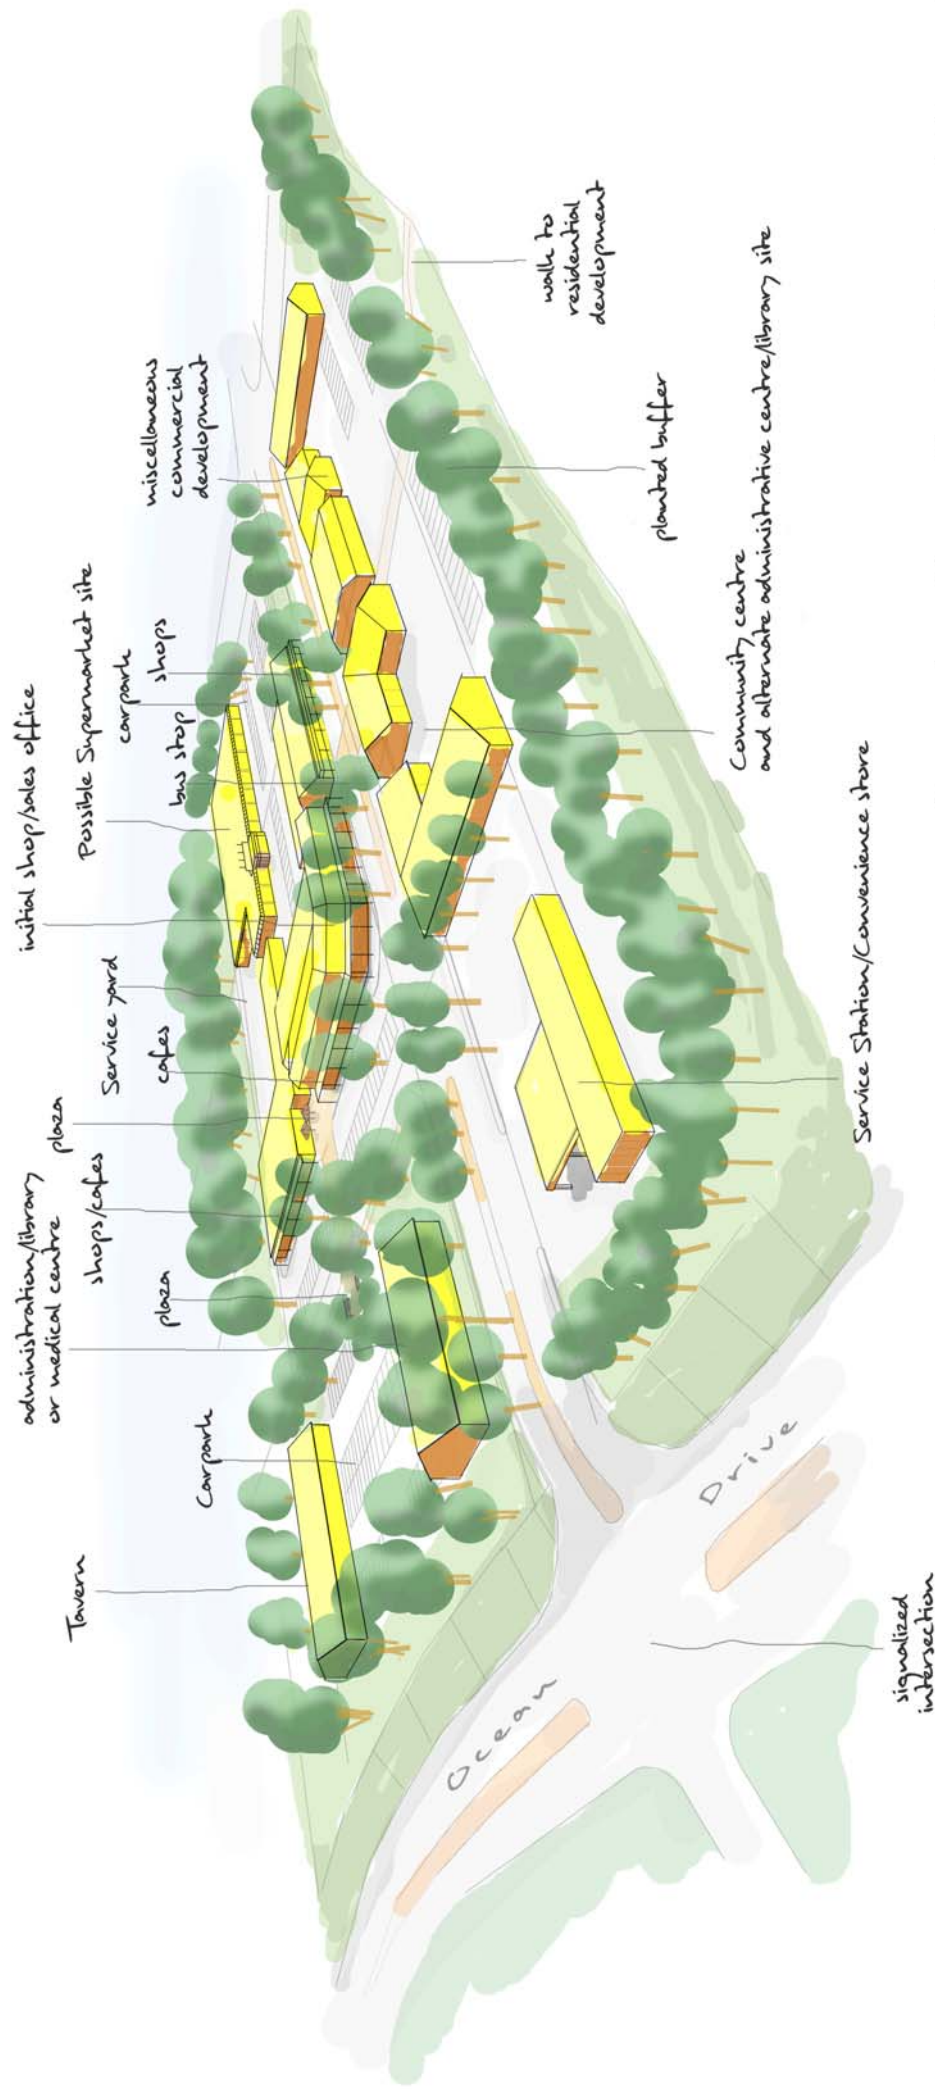 Tavern
Carpark
administration/library
or medical centre
plaza
shops/cafes
plaza
cafes
Service yard
initial shop/sales office
Possible Supermarket site
carpark
bus stop
shops
miscellaneous
commercial
development
walk to
residential
development
planted buffer
Community centre
and alternate administrative centre/library site
Service Station/Convenience store
signalized
intersection
Ocean Drive